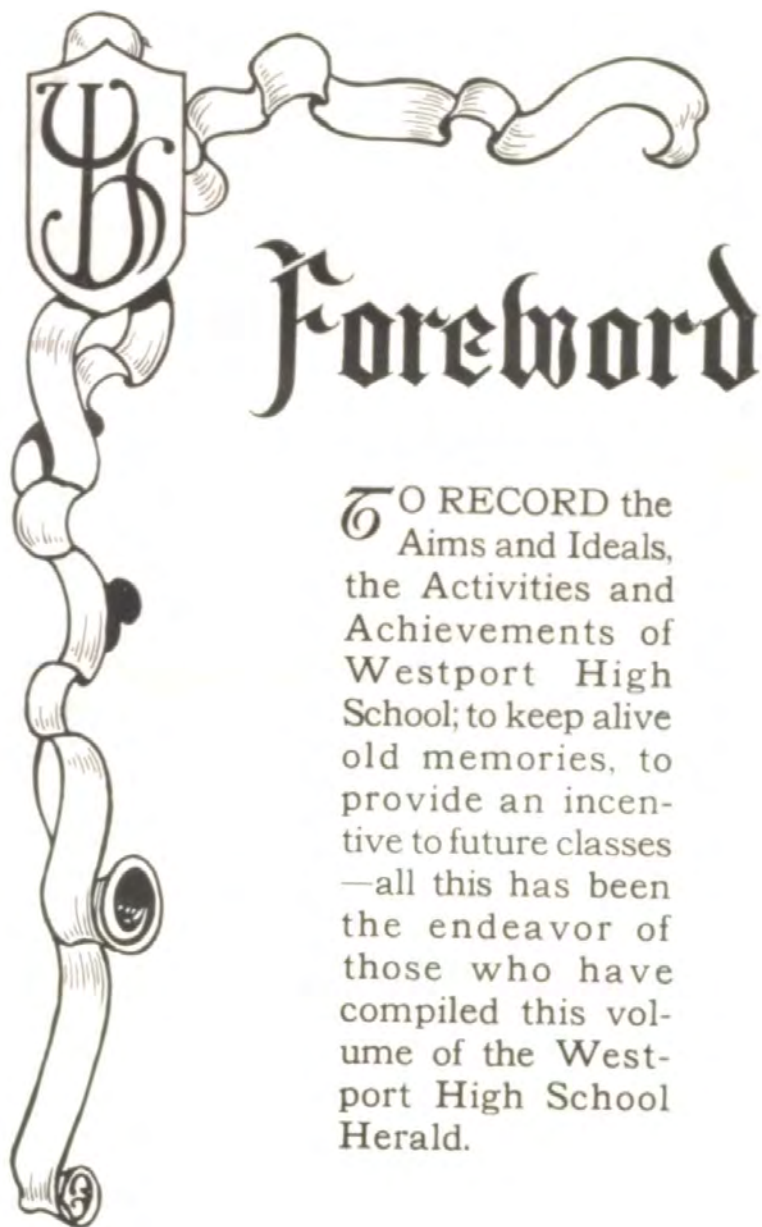 Foreword
TO RECORD the
Aims and Ideals,
the Activities and
Achievements of
Westport High
School; to keep alive
old memories, to
provide an incen-
tive to future classes
—all this has been
the endeavor of
those who have
compiled this vol-
ume of the West-
port High School
Herald.